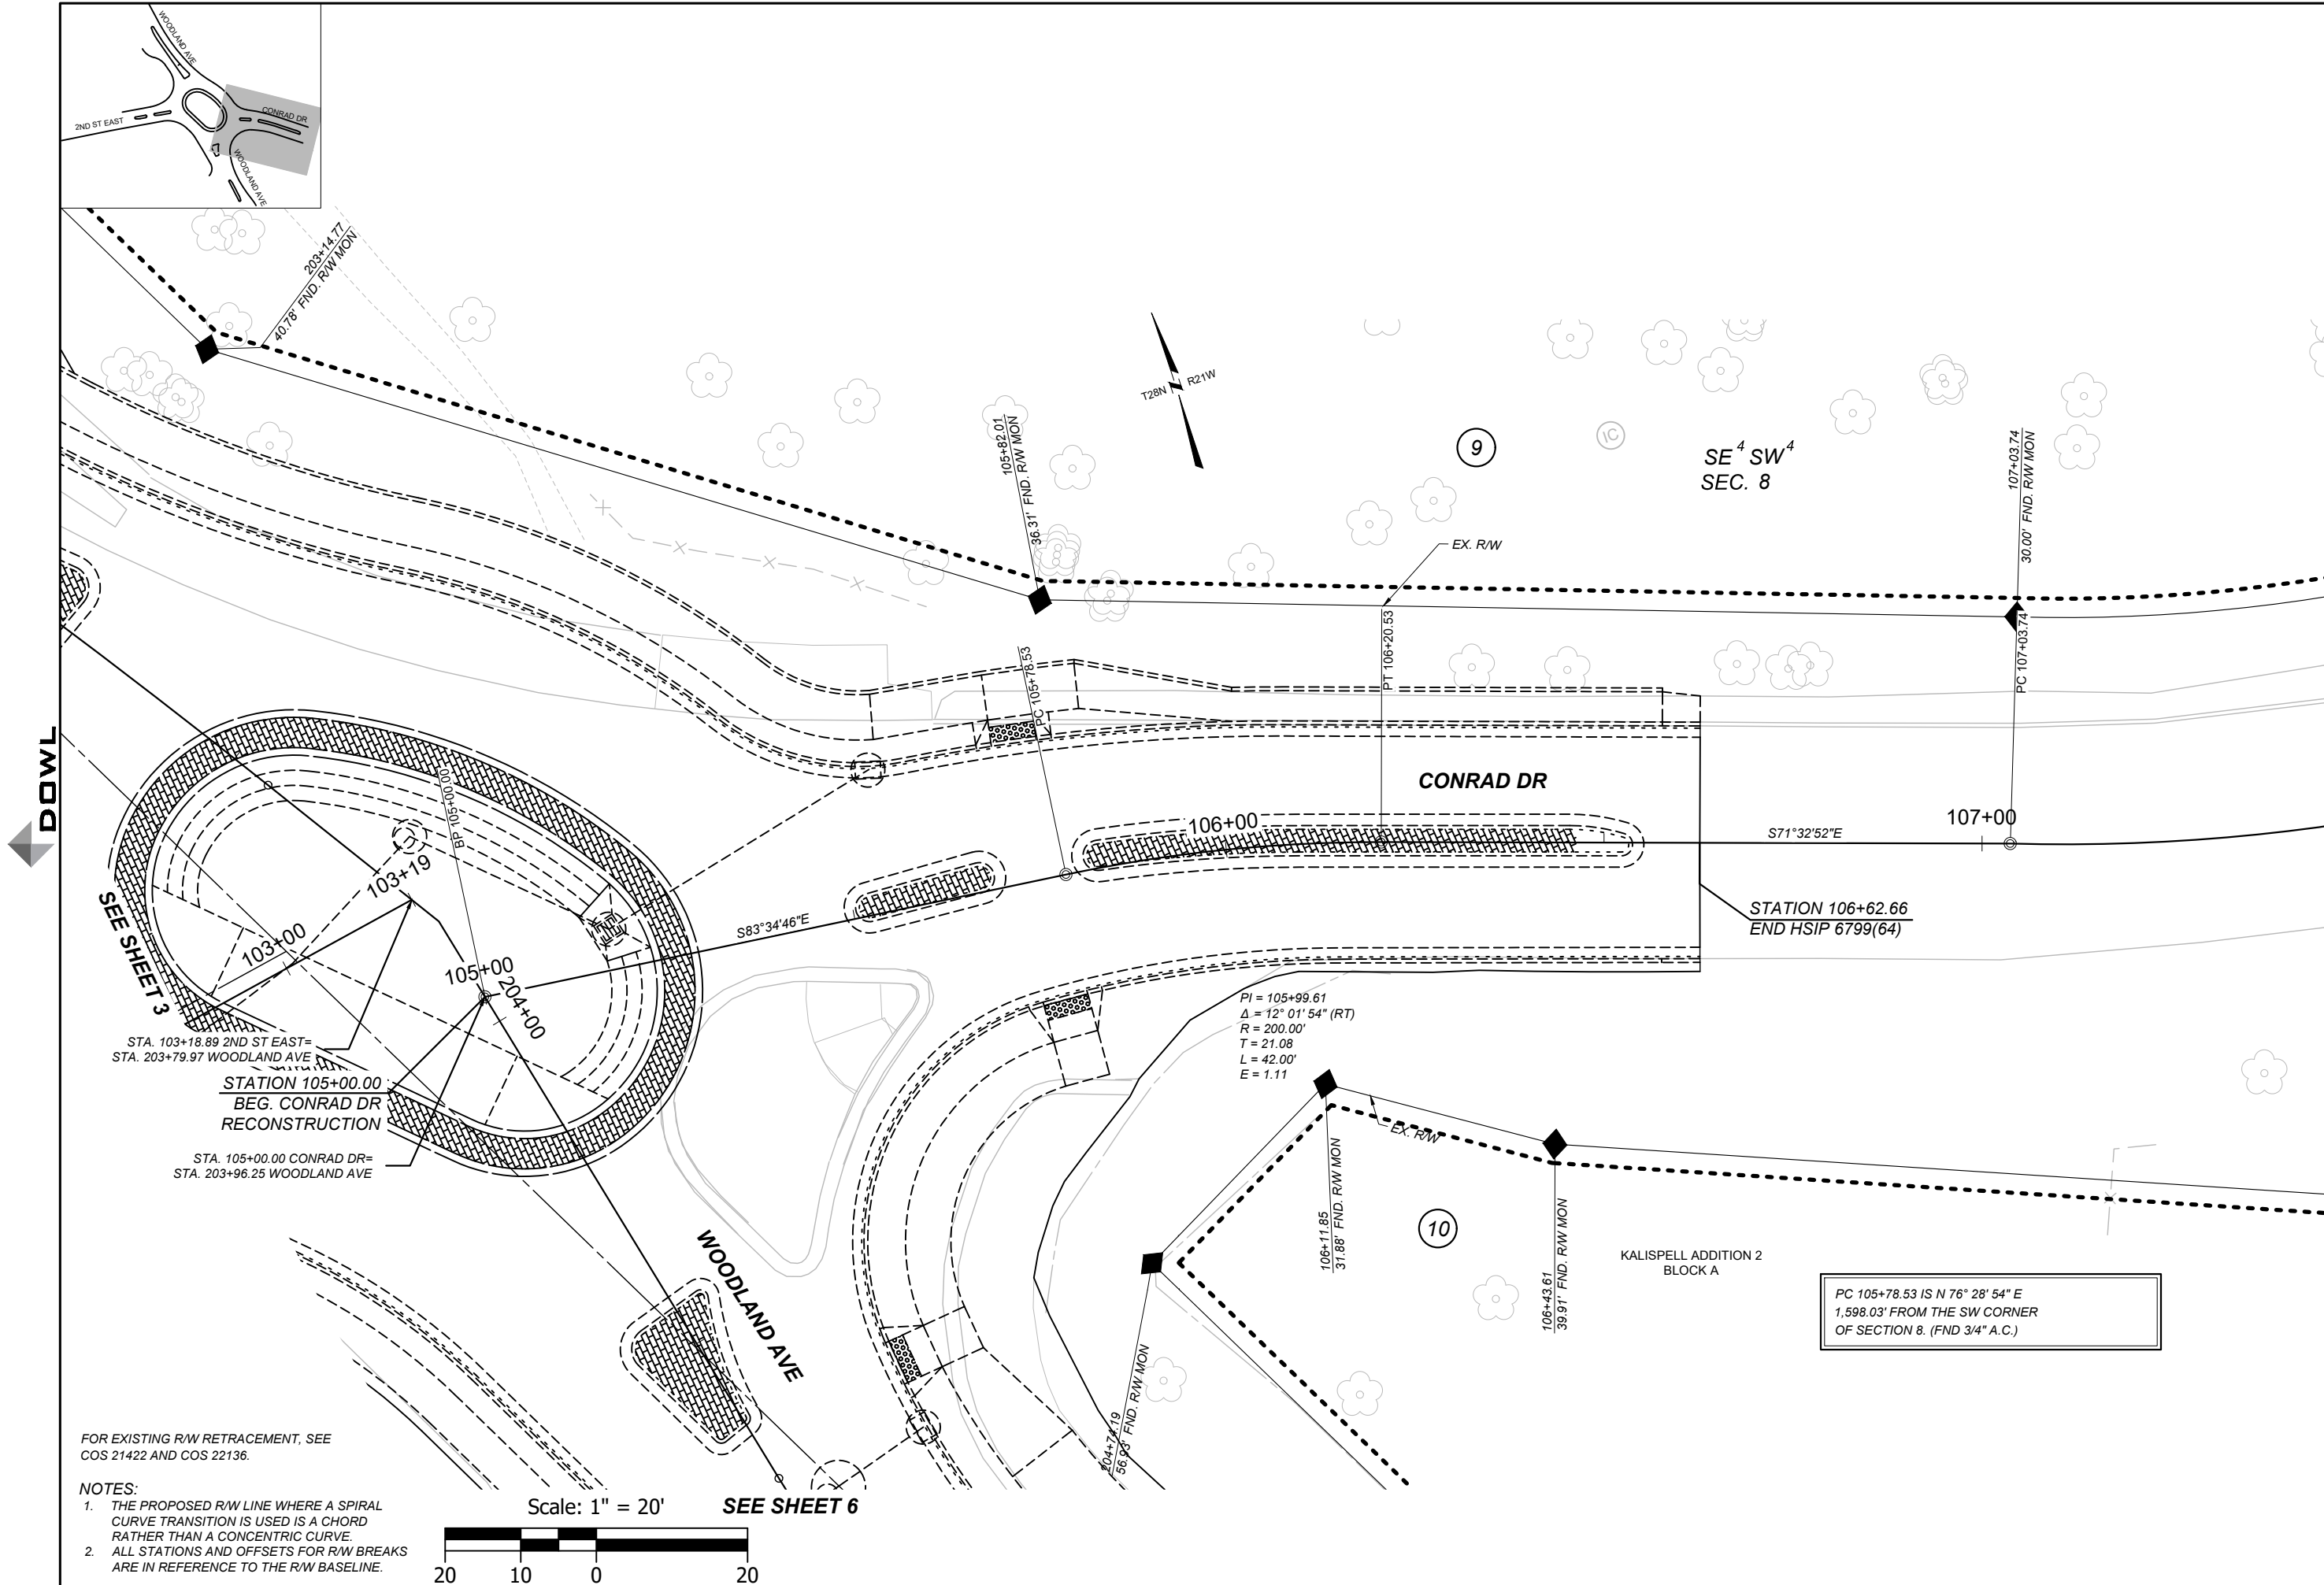 WOODLAND AVE
2ND ST EAST
CONRAD DR
WOODLAND AVE
203+14.77
40.78' FND. R/W MON
105+82.01
36.31' FND. R/W MON
T28N
R21W
9
IC
SE 4 SW 4
SEC. 8
107+03.74
30.00' FND. R/W MON
EX. R/W
PC 105+78.53
PT 106+20.53
PC 107+03.74
DOWL
BP 105+00.00
CONRAD DR
106+00
107+00
S71°32'52"E
S83°34'46"E
103+19
103+00
105+00
204+00
SEE SHEET 3
STATION 106+62.66
END HSIP 6799(64)
STA. 103+18.89 2ND ST EAST=
STA. 203+79.97 WOODLAND AVE
STATION 105+00.00
BEG. CONRAD DR
RECONSTRUCTION
STA. 105+00.00 CONRAD DR=
STA. 203+96.25 WOODLAND AVE
PI = 105+99.61
Δ = 12° 01' 54" (RT)
R = 200.00'
T = 21.08
L = 42.00'
E = 1.11
EX. R/W
106+11.85
31.88' FND. R/W MON
10
106+43.61
39.91' FND. R/W MON
KALISPELL ADDITION 2
BLOCK A
WOODLAND AVE
204+74.19
56.93' FND. R/W MON
PC 105+78.53 IS N 76° 28' 54" E
1,598.03' FROM THE SW CORNER
OF SECTION 8. (FND 3/4" A.C.)
FOR EXISTING R/W RETRACEMENT, SEE
COS 21422 AND COS 22136.
NOTES:
1. THE PROPOSED R/W LINE WHERE A SPIRAL
CURVE TRANSITION IS USED IS A CHORD
RATHER THAN A CONCENTRIC CURVE.
2. ALL STATIONS AND OFFSETS FOR R/W BREAKS
ARE IN REFERENCE TO THE R/W BASELINE.
Scale: 1" = 20'
SEE SHEET 6
20 10 0 20